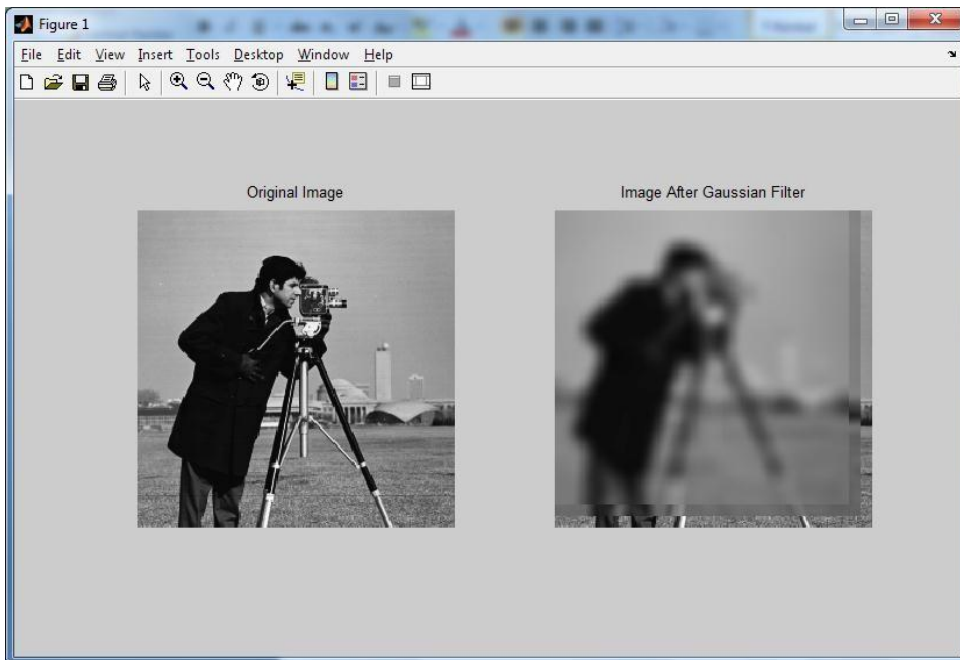 Figure 1
File Edit View Insert Tools Desktop Window Help
Original Image
Image After Gaussian Filter